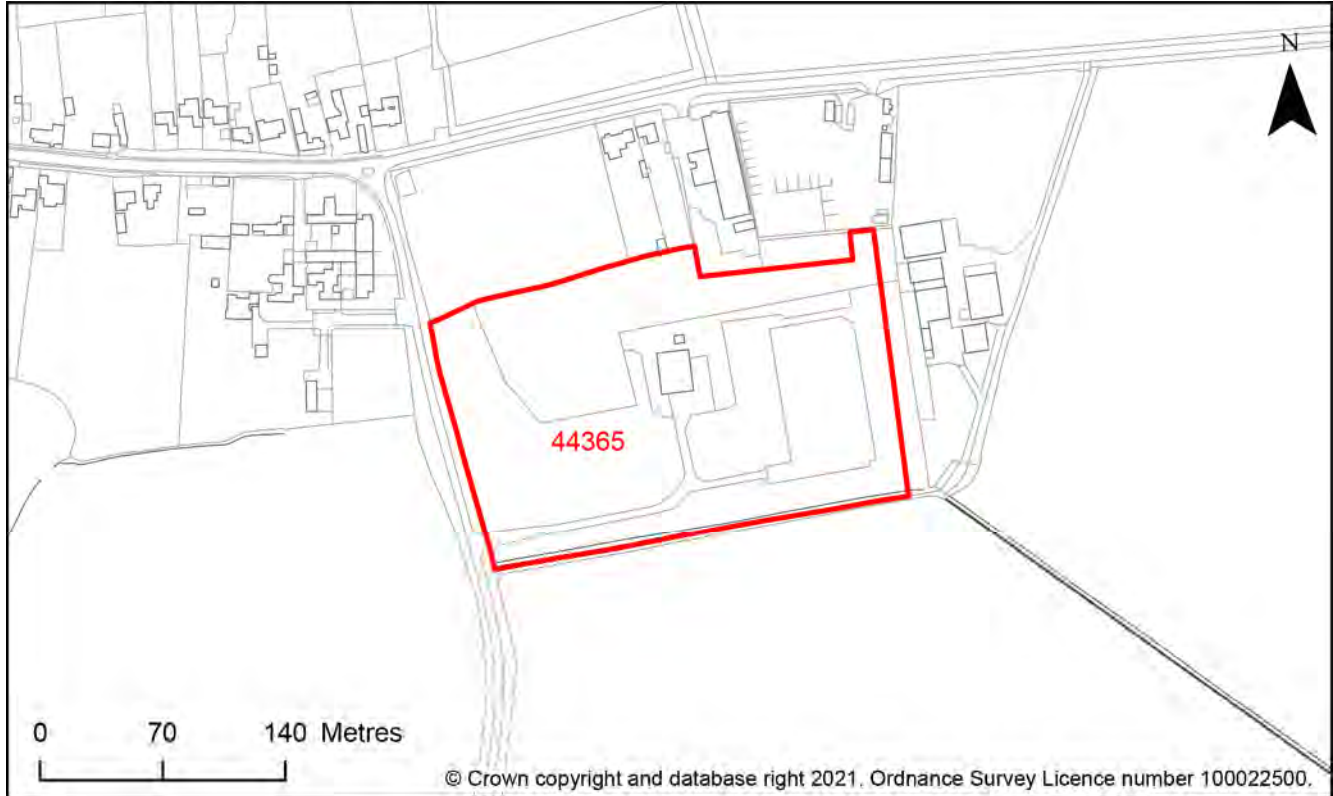 N
44365
0 70 140 Metres
© Crown copyright and database right 2021. Ordnance Survey Licence number 100022500.